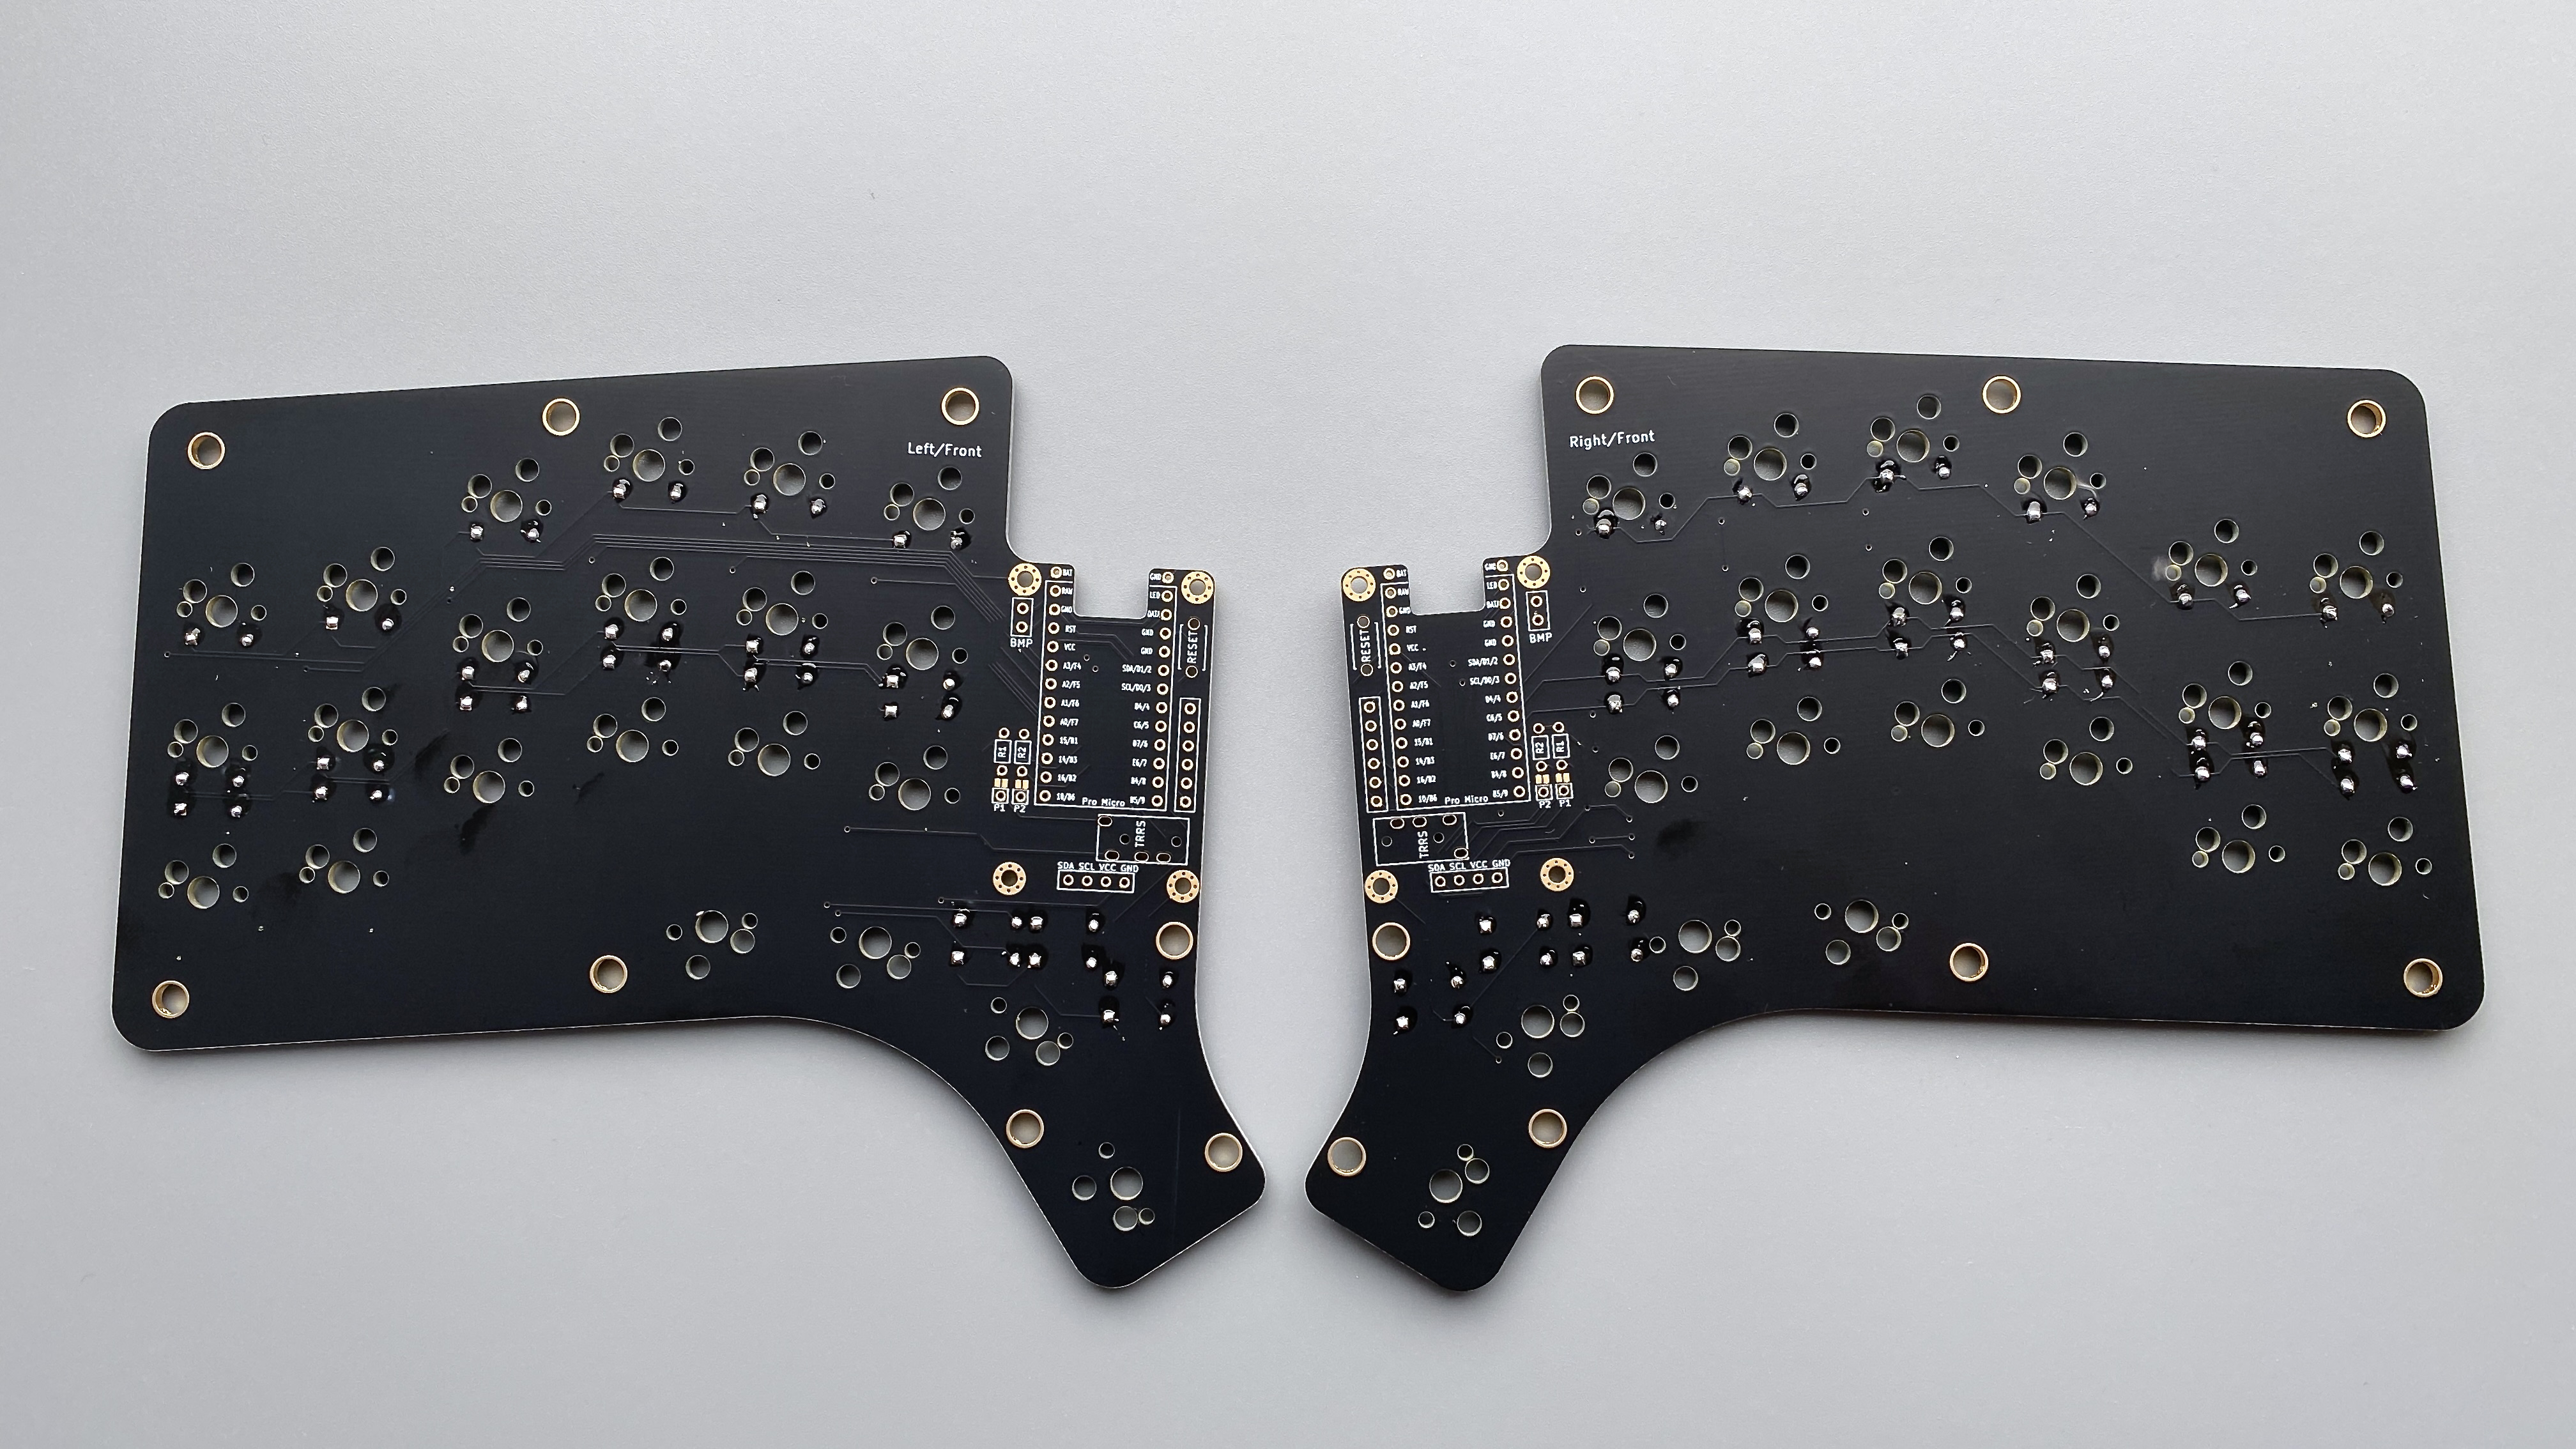 Left/Front
BAT
RAW
GND
RST
VCC
A3/F4
A2/F5
A1/F6
A0/F7
15/B1
14/B3
16/B2
10/B6
GND
LED
DATA
GND
GND
SDA/D1/2
SCL/D0/3
D4/4
C6/5
D7/6
E6/7
B4/8
B5/9
Pro Micro
RESET
BMP
R1
R2
P1
P2
TRRS
SDA SCL VCC GND
Right/Front
BAT
RAW
GND
RST
VCC
A3/F4
A2/F5
A1/F6
A0/F7
15/B1
14/B3
16/B2
10/B6
GND
LED
DATA
GND
GND
SDA/D1/2
SCL/D0/3
D4/4
C6/5
D7/6
E6/7
B4/8
B5/9
Pro Micro
RESET
BMP
R2
R1
P2
P1
TRRS
SDA SCL VCC GND